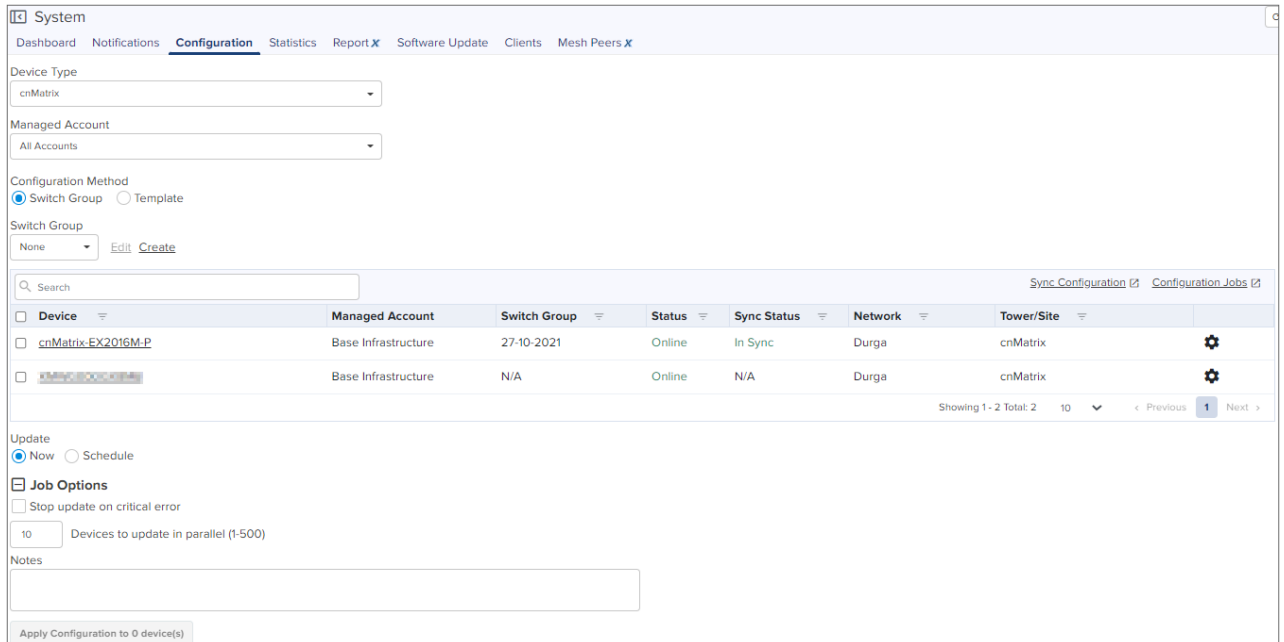 System
Dashboard Notifications Configuration Statistics Report X Software Update Clients Mesh Peers X
Device Type
cnMatrix
Managed Account
All Accounts
Configuration Method
Switch Group Template
Switch Group
None Edit Create
Search Sync Configuration Configuration Jobs
Device Managed Account Switch Group Status Sync Status Network Tower/Site
cnMatrix-EX2016M-P Base Infrastructure 27-10-2021 Online In Sync Durga cnMatrix
Base Infrastructure N/A Online N/A Durga cnMatrix
Showing 1 - 2 Total: 2 10 < Previous 1 Next >
Update
Now Schedule
Job Options
Stop update on critical error
10 Devices to update in parallel (1-500)
Notes
Apply Configuration to 0 device(s)